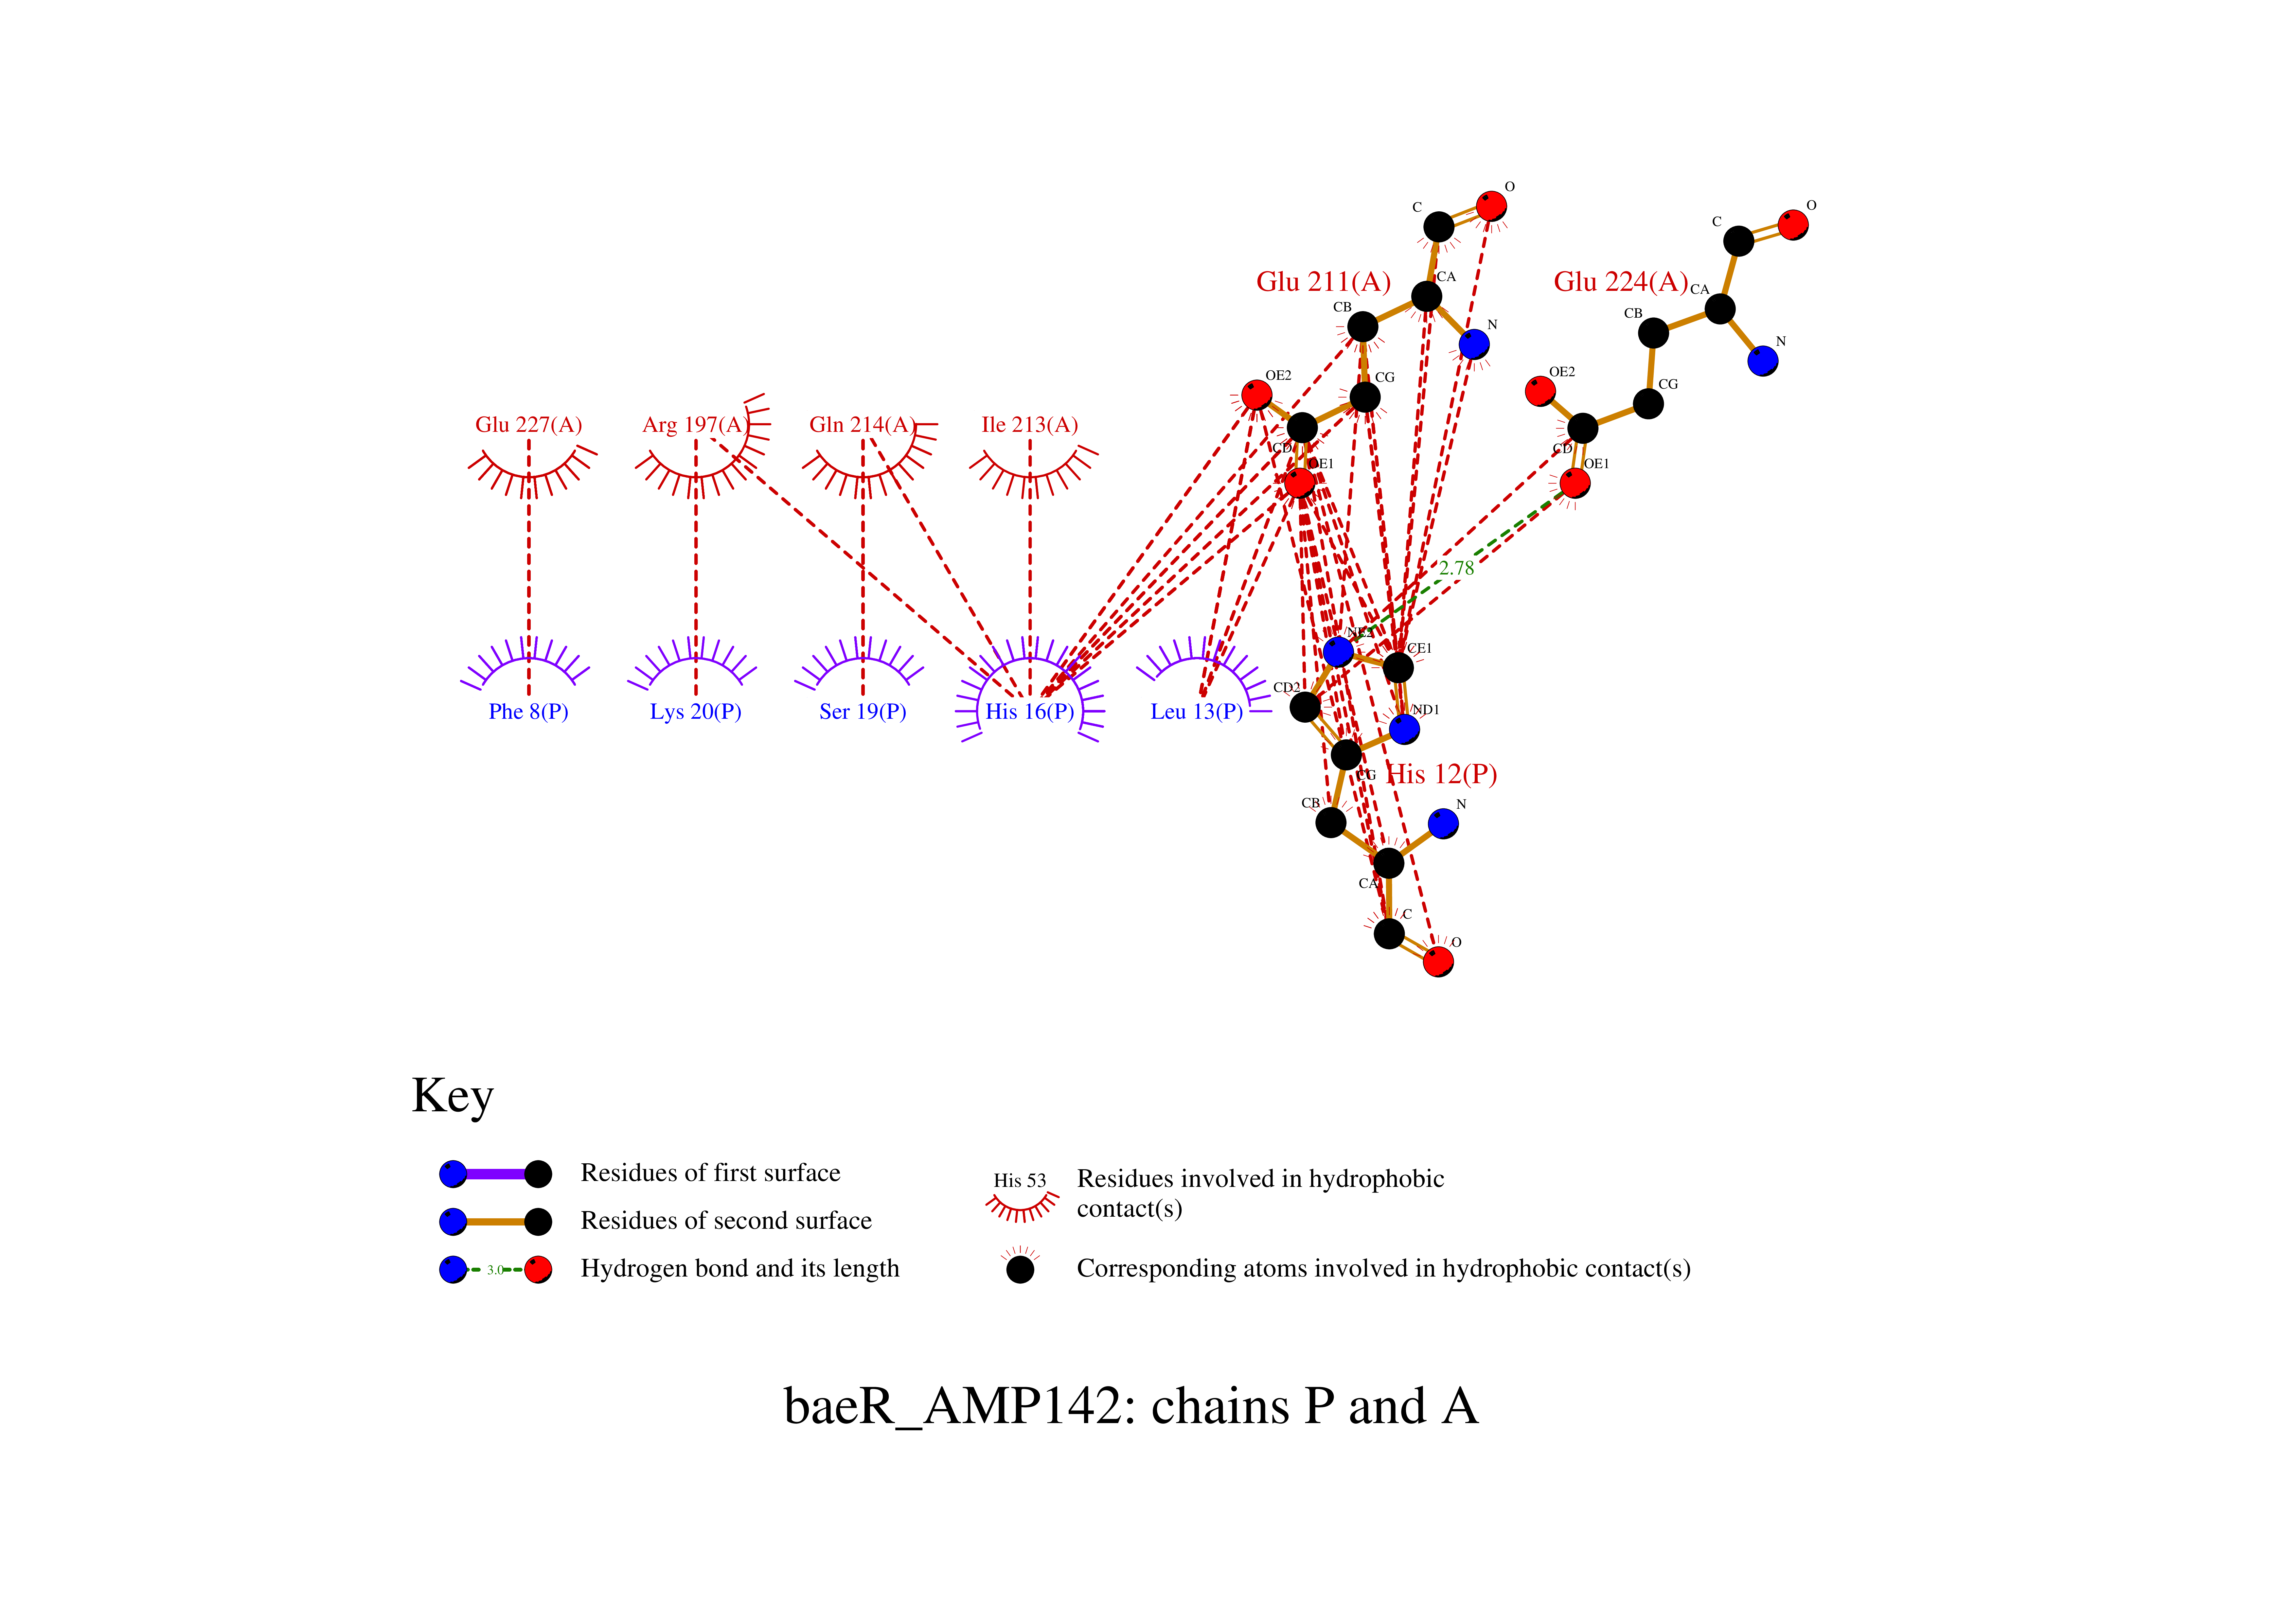 O
C
O
C
Glu 211(A)
Glu 224(A)
CA
CA
CB
CB
N
N
OE2
CG
OE2
CG
Glu 227(A)
Arg 197(A)
Gln 214(A)
Ile 213(A)
CD
CD
OE1
OE1
2.78
NE2
CE1
CD2
ND1
Phe 8(P)
Lys 20(P)
Ser 19(P)
His 16(P)
Leu 13(P)
CG
His 12(P)
CB
N
CA
C
O
Key
Residues of first surface
Residues of second surface
3.0
Hydrogen bond and its length
His 53
Residues involved in hydrophobic
contact(s)
Corresponding atoms involved in hydrophobic contact(s)
baeR_AMP142: chains P and A